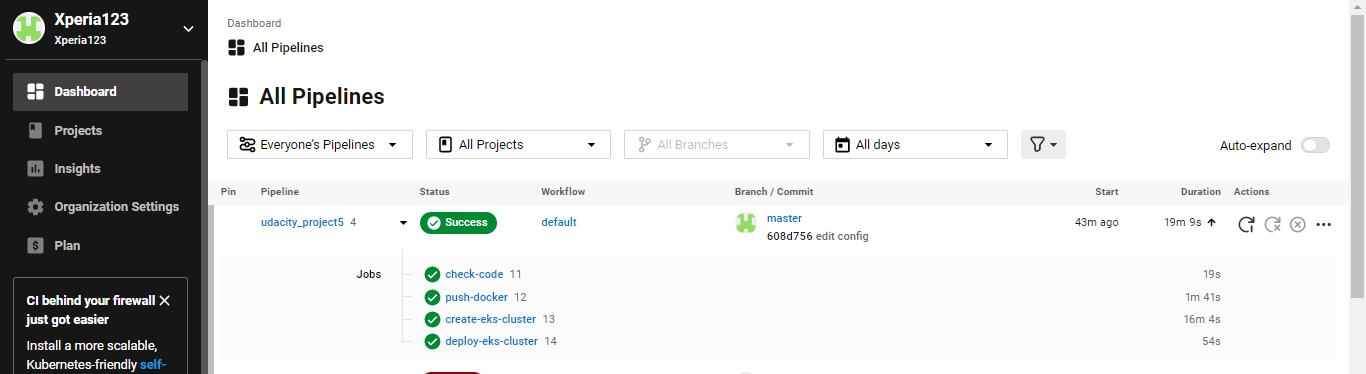 Xperia123
Xperia123
Dashboard
Projects
Insights
Organization Settings
Plan
CI behind your firewall
just got easier
Install a more scalable,
Kubernetes-friendly self-
Dashboard
All Pipelines
All Pipelines
Everyone's Pipelines All Projects All Branches All days Auto-expand
Pin Pipeline Status Workflow Branch / Commit Start Duration Actions
udacity_project5 4 Success default master 43m ago 19m 9s
608d756 edit config
Jobs check-code 11 19s
push-docker 12 1m 41s
create-eks-cluster 13 16m 4s
deploy-eks-cluster 14 54s